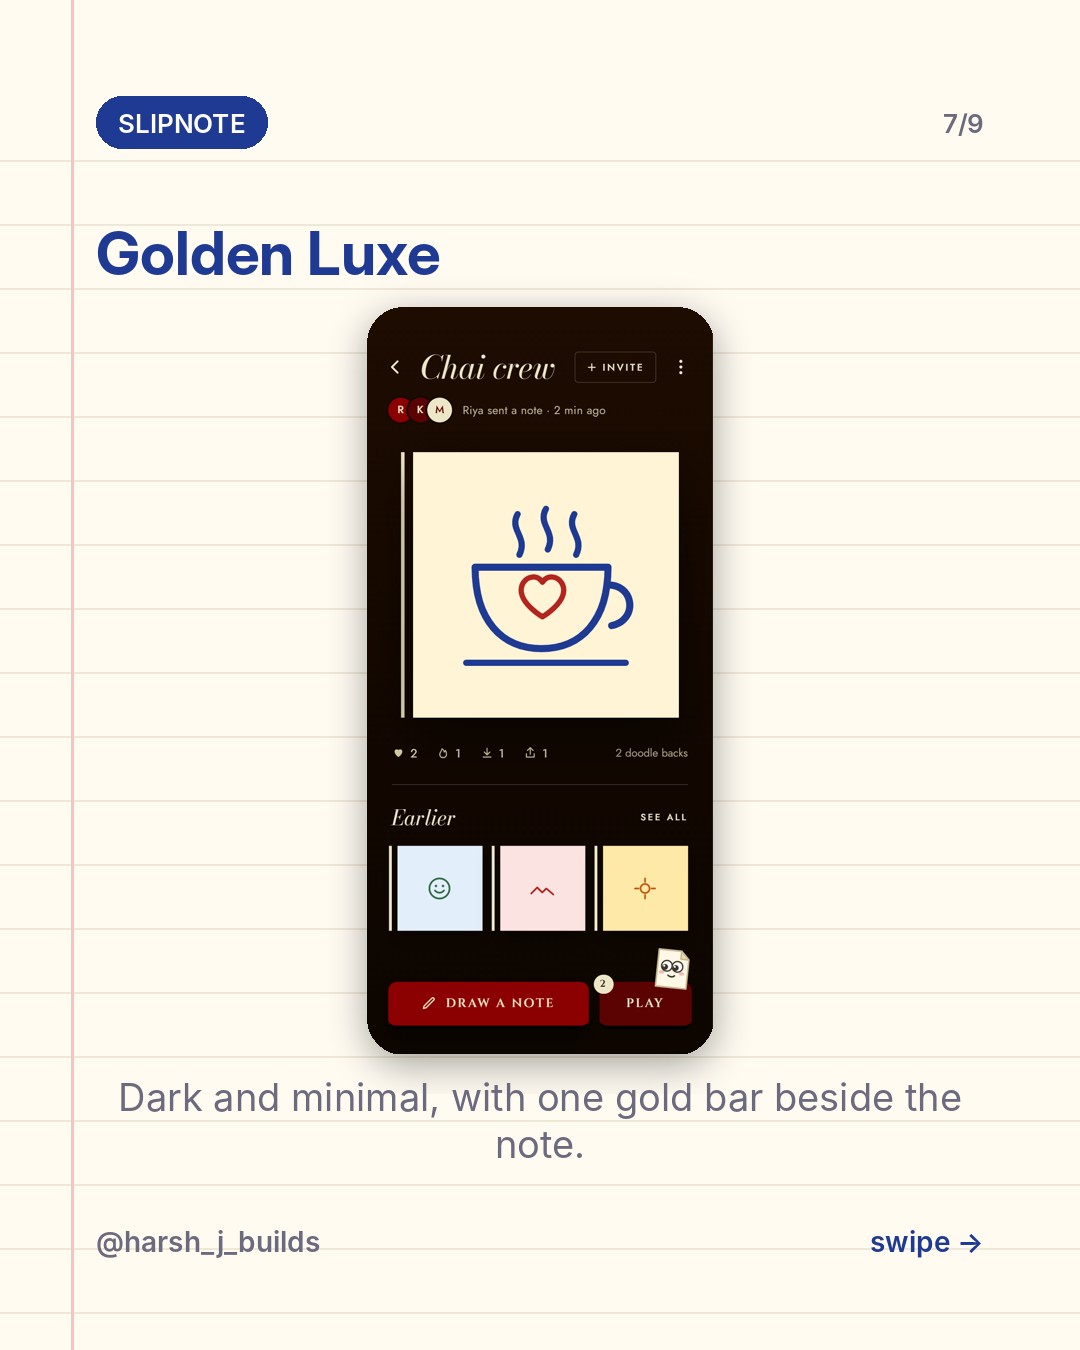 SLIPNOTE
7/9
Golden Luxe
Chai crew
+ INVITE
R K M
Riya sent a note · 2 min ago
2 1 1 1
2 doodle backs
Earlier
SEE ALL
DRAW A NOTE
2
PLAY
Dark and minimal, with one gold bar beside the
note.
@harsh_j_builds
swipe →